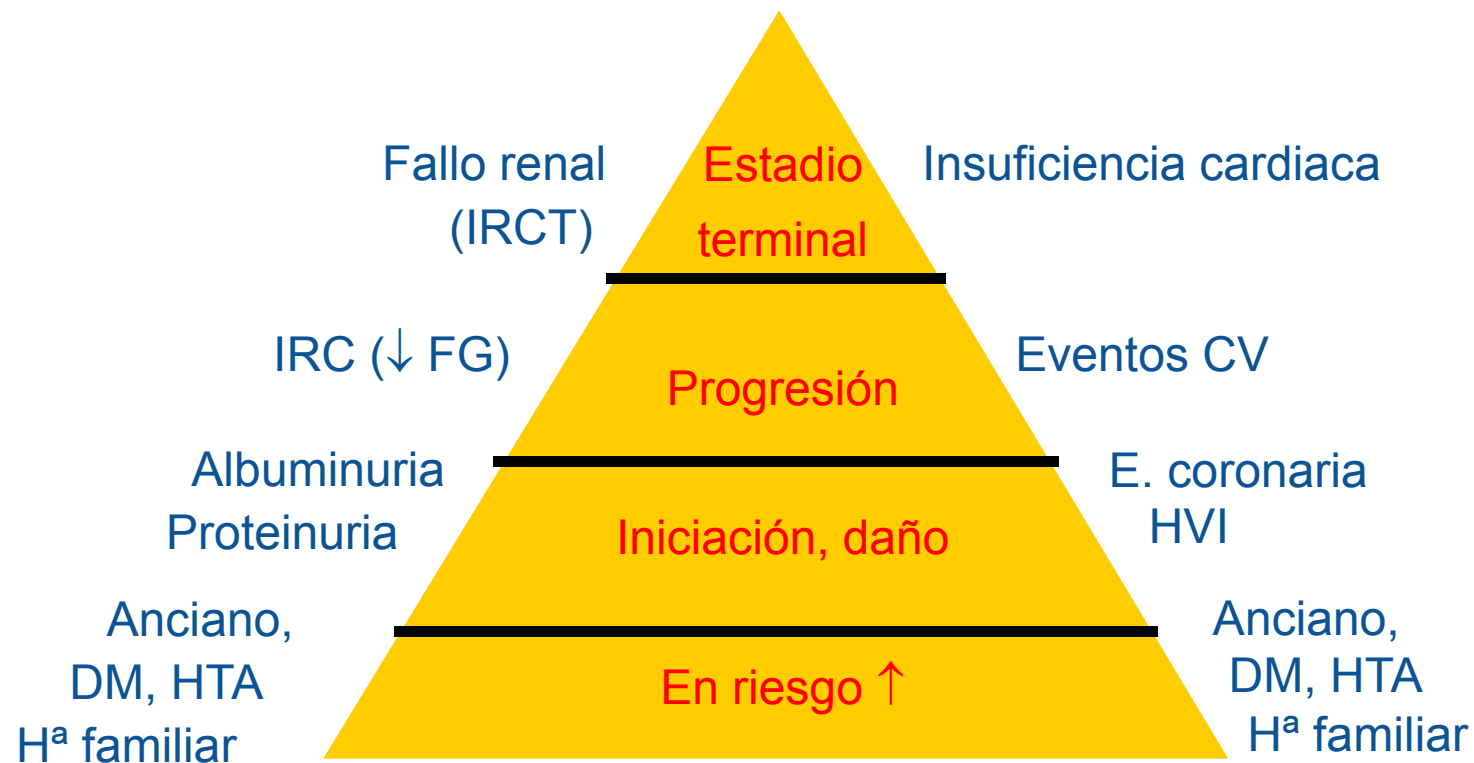 Fallo renal
(IRCT)
Estadio
terminal
Insuficiencia cardiaca
IRC (↓ FG)
Progresión
Eventos CV
Albuminuria
Proteinuria
Iniciación, daño
E. coronaria
HVI
Anciano,
DM, HTA
Hª familiar
En riesgo ↑
Anciano,
DM, HTA
Hª familiar